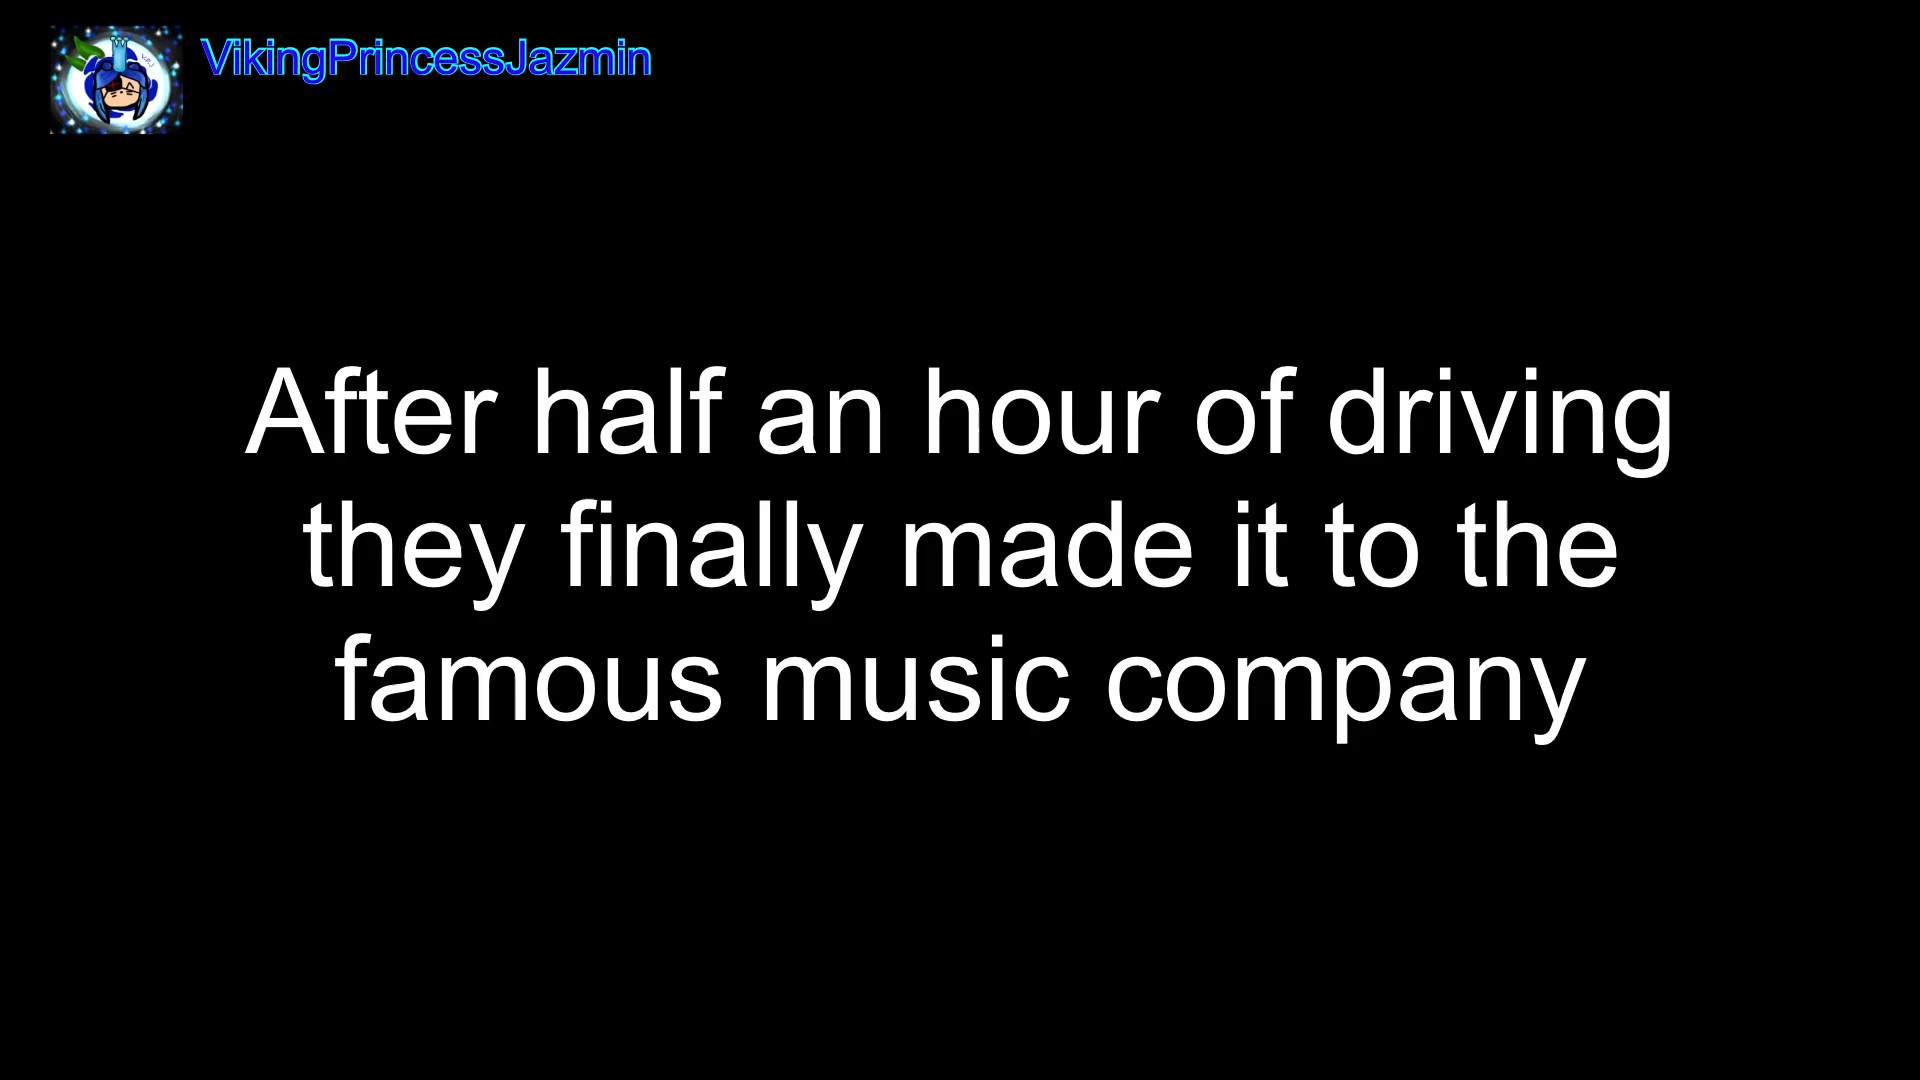 VikingPrincessJazmin
After half an hour of driving
they finally made it to the
famous music company